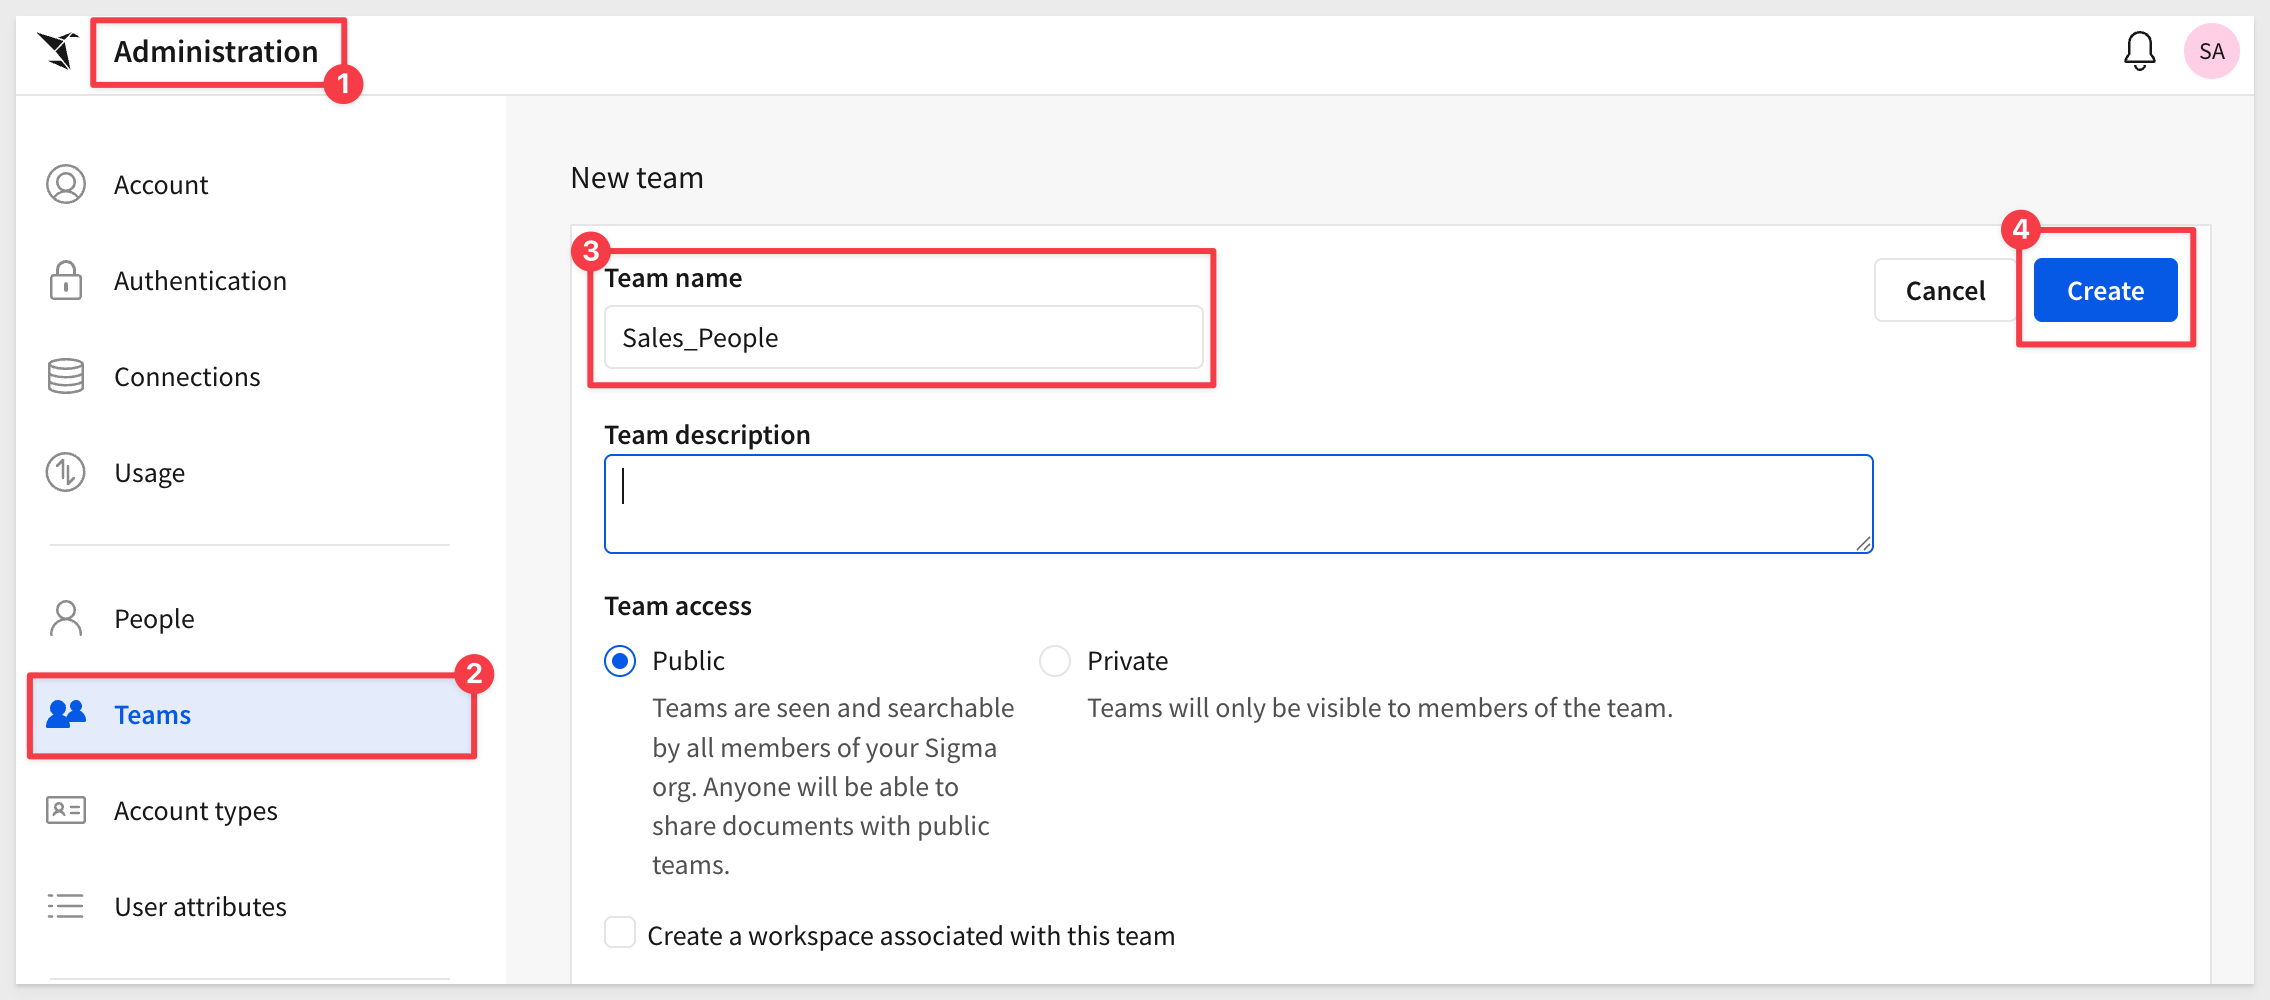 Administration
1
SA
Account
Authentication
Connections
Usage
People
2
Teams
Account types
User attributes
New team
3
Team name
Sales_People
4
Cancel
Create
Team description
Team access
Public
Teams are seen and searchable
by all members of your Sigma
org. Anyone will be able to
share documents with public
teams.
Private
Teams will only be visible to members of the team.
Create a workspace associated with this team